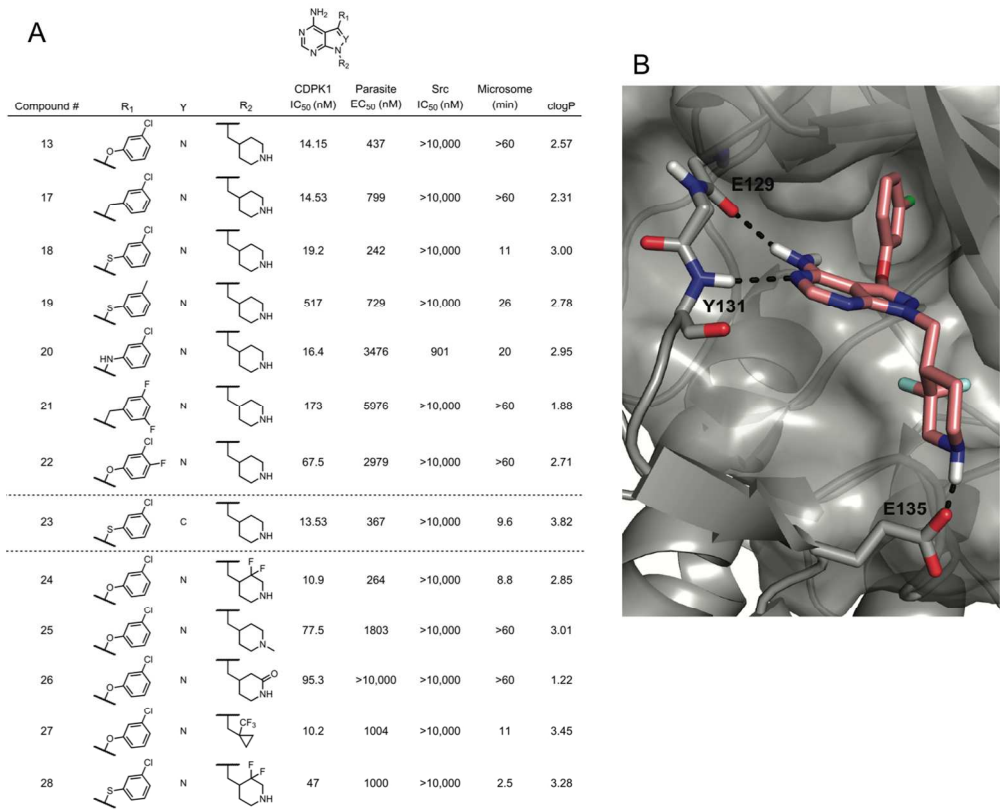 A
NH₂
R₁
N
Y
N
N
R₂
CDPK1 Parasite Src Microsome
Compound # R₁ Y R₂ IC₅₀ (nM) EC₅₀ (nM) IC₅₀ (nM) (min) clogP
Cl
13 O N NH 14.15 437 >10,000 >60 2.57
Cl
17 N NH 14.53 799 >10,000 >60 2.31
Cl
18 S N NH 19.2 242 >10,000 11 3.00
19 S N NH 517 729 >10,000 26 2.78
Cl
20 HN N NH 16.4 3476 901 20 2.95
F
21 N NH 173 5976 >10,000 >60 1.88
F
Cl
22 O F N NH 67.5 2979 >10,000 >60 2.71
Cl
23 S C NH 13.53 367 >10,000 9.6 3.82
Cl F F
24 O N NH 10.9 264 >10,000 8.8 2.85
Cl
25 O N N 77.5 1803 >10,000 >60 3.01
Cl
26 O N O NH 95.3 >10,000 >10,000 >60 1.22
Cl
27 O N CF₃ 10.2 1004 >10,000 11 3.45
Cl F F
28 S N NH 47 1000 >10,000 2.5 3.28
B
E129
Y131
E135